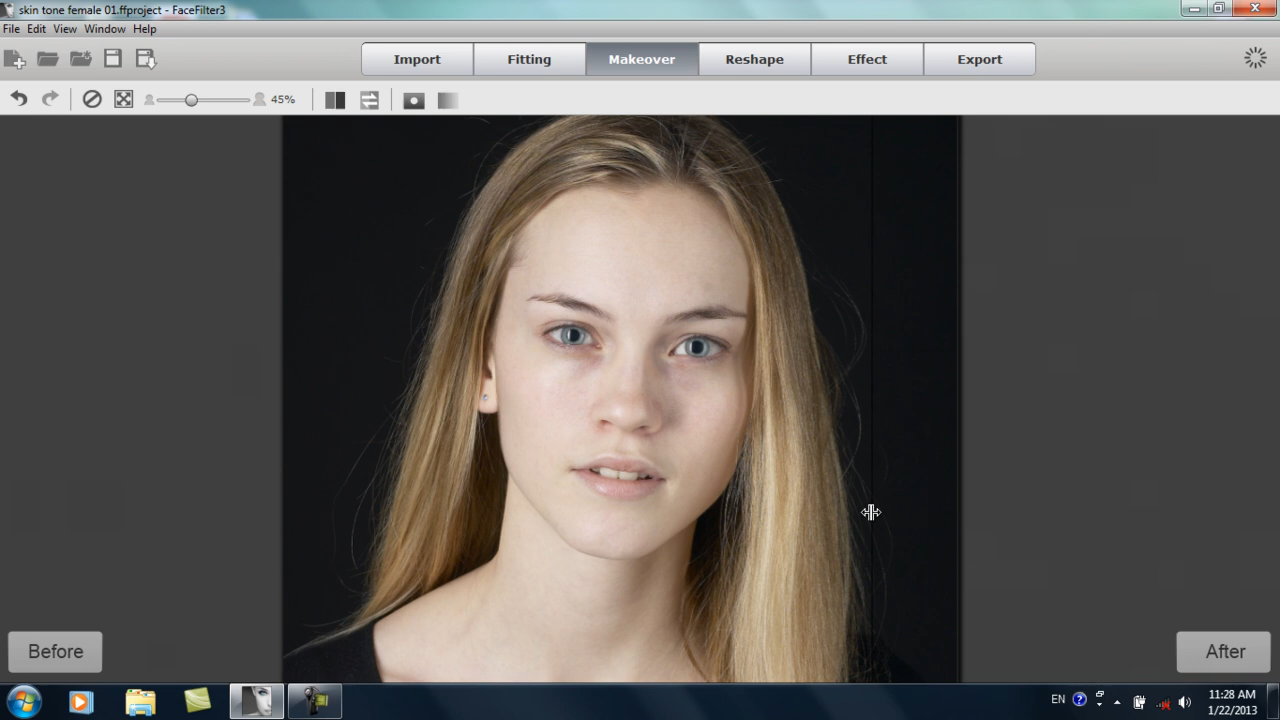 skin tone female 01.ffproject - FaceFilter3
File Edit View Window Help
Import Fitting Makeover Reshape Effect Export
45%
Before After
EN 11:28 AM
1/22/2013